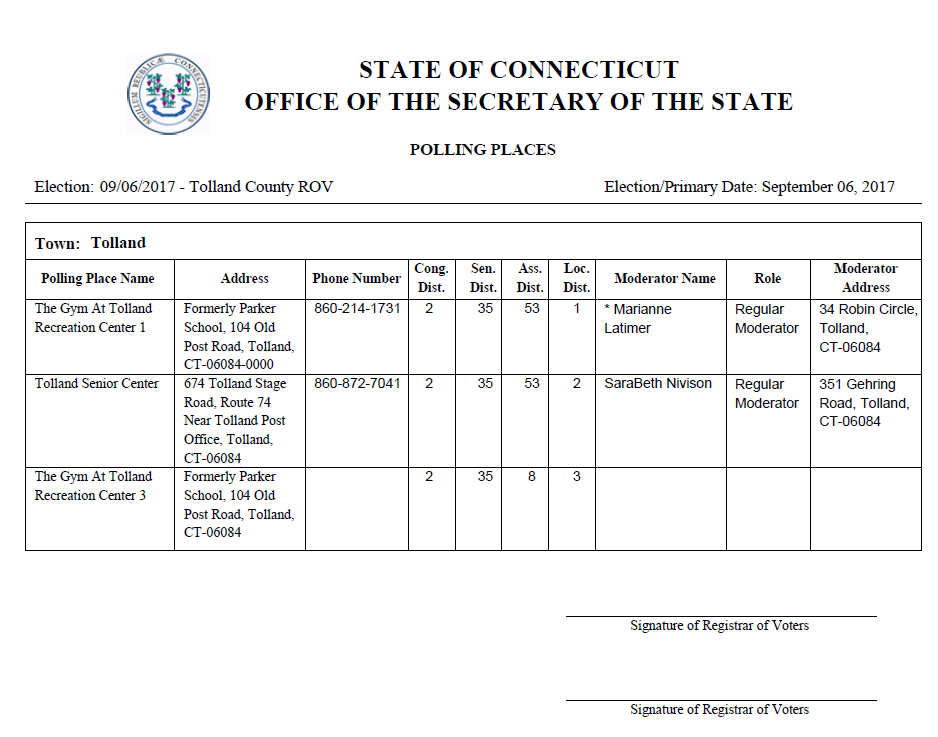 SIGILLUM REIPUBLICÆ CONNECTICUTENSIS
STATE OF CONNECTICUT
OFFICE OF THE SECRETARY OF THE STATE
POLLING PLACES
Election: 09/06/2017 - Tolland County ROV
Election/Primary Date: September 06, 2017
Town: Tolland
Polling Place Name
Address
Phone Number
Cong.
Dist.
Sen.
Dist.
Ass.
Dist.
Loc.
Dist.
Moderator Name
Role
Moderator
Address
The Gym At Tolland
Recreation Center 1
Formerly Parker
School, 104 Old
Post Road, Tolland,
CT-06084-0000
860-214-1731
2
35
53
1
* Marianne
Latimer
Regular
Moderator
34 Robin Circle,
Tolland,
CT-06084
Tolland Senior Center
674 Tolland Stage
Road, Route 74
Near Tolland Post
Office, Tolland,
CT-06084
860-872-7041
2
35
53
2
SaraBeth Nivison
Regular
Moderator
351 Gehring
Road, Tolland,
CT-06084
The Gym At Tolland
Recreation Center 3
Formerly Parker
School, 104 Old
Post Road, Tolland,
CT-06084
2
35
8
3
Signature of Registrar of Voters
Signature of Registrar of Voters